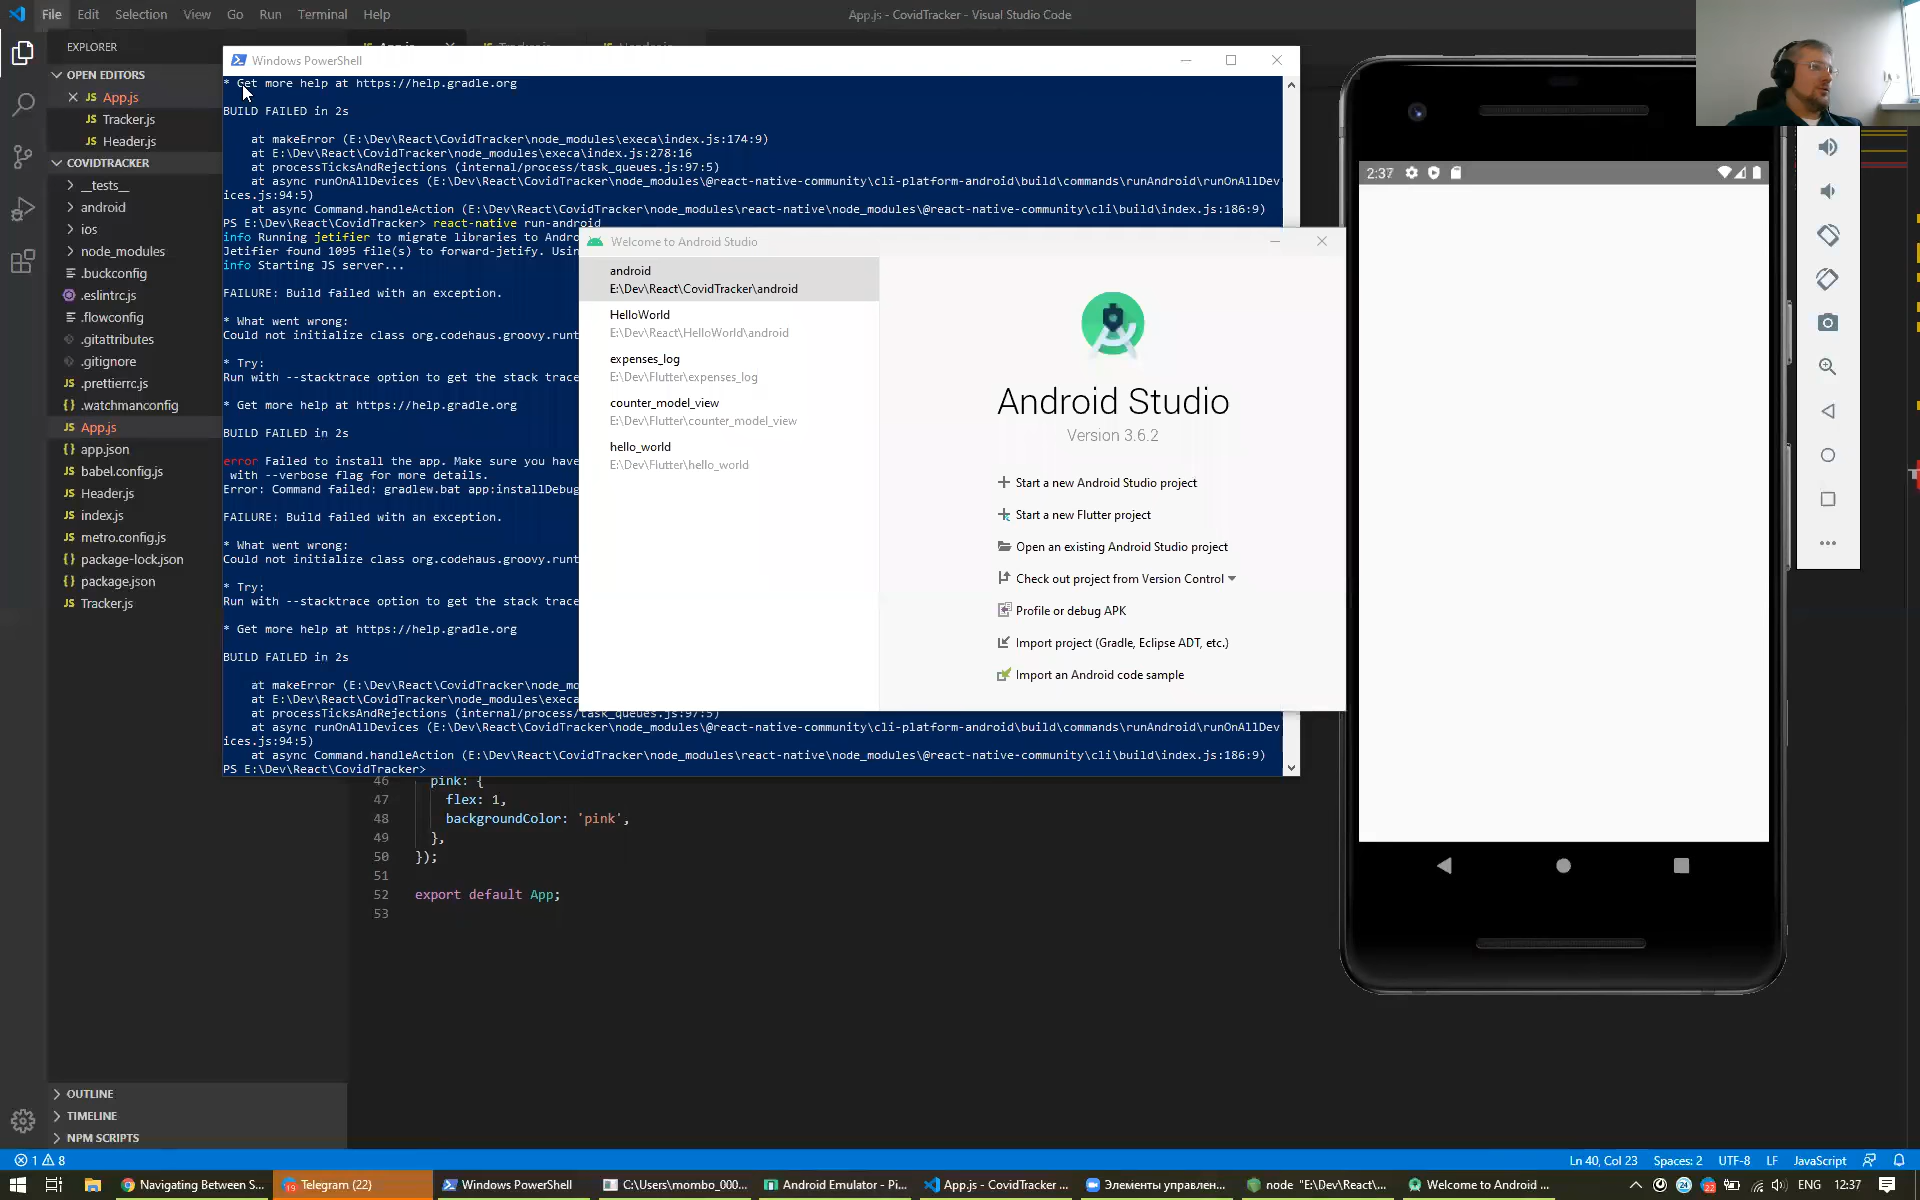 File Edit Selection View Go Run Terminal Help
App.js - CovidTracker - Visual Studio Code
EXPLORER
OPEN EDITORS
JS App.js
JS Tracker.js
JS Header.js
COVIDTRACKER
__tests__
android
ios
node_modules
.buckconfig
.eslintrc.js
.flowconfig
.gitattributes
.gitignore
JS .prettierrc.js
{} .watchmanconfig
JS App.js
{} app.json
JS babel.config.js
JS Header.js
JS index.js
JS metro.config.js
{} package-lock.json
{} package.json
JS Tracker.js
OUTLINE
TIMELINE
NPM SCRIPTS
Windows PowerShell
* Get more help at https://help.gradle.org
BUILD FAILED in 2s
at makeError (E:\Dev\React\CovidTracker\node_modules\execa\index.js:174:9)
at E:\Dev\React\CovidTracker\node_modules\execa\index.js:278:16
at processTicksAndRejections (internal/process/task_queues.js:97:5)
at async runOnAllDevices (E:\Dev\React\CovidTracker\node_modules\@react-native-community\cli-platform-android\build\commands\runAndroid\runOnAllDev
ices.js:94:5)
at async Command.handleAction (E:\Dev\React\CovidTracker\node_modules\react-native\node_modules\@react-native-community\cli\build\index.js:186:9)
PS E:\Dev\React\CovidTracker> react-native run-android
info Running jetifier to migrate libraries to Andro
Jetifier found 1095 file(s) to forward-jetify. Usin
info Starting JS server...
FAILURE: Build failed with an exception.
* What went wrong:
Could not initialize class org.codehaus.groovy.runt
* Try:
Run with --stacktrace option to get the stack trace
* Get more help at https://help.gradle.org
BUILD FAILED in 2s
error Failed to install the app. Make sure you have
with --verbose flag for more details.
Error: Command failed: gradlew.bat app:installDebug
FAILURE: Build failed with an exception.
* What went wrong:
Could not initialize class org.codehaus.groovy.runt
* Try:
Run with --stacktrace option to get the stack trace
* Get more help at https://help.gradle.org
BUILD FAILED in 2s
at makeError (E:\Dev\React\CovidTracker\node_mo
at E:\Dev\React\CovidTracker\node_modules\execa
at processTicksAndRejections (internal/process/task_queues.js:97:5)
at async runOnAllDevices (E:\Dev\React\CovidTracker\node_modules\@react-native-community\cli-platform-android\build\commands\runAndroid\runOnAllDev
ices.js:94:5)
at async Command.handleAction (E:\Dev\React\CovidTracker\node_modules\react-native\node_modules\@react-native-community\cli\build\index.js:186:9)
PS E:\Dev\React\CovidTracker>
Welcome to Android Studio
android
E:\Dev\React\CovidTracker\android
HelloWorld
E:\Dev\React\HelloWorld\android
expenses_log
E:\Dev\Flutter\expenses_log
counter_model_view
E:\Dev\Flutter\counter_model_view
hello_world
E:\Dev\Flutter\hello_world
Android Studio
Version 3.6.2
Start a new Android Studio project
Start a new Flutter project
Open an existing Android Studio project
Check out project from Version Control
Profile or debug APK
Import project (Gradle, Eclipse ADT, etc.)
Import an Android code sample
2:37
46 pink: {
47 flex: 1,
48 backgroundColor: 'pink',
49 },
50 });
51
52 export default App;
53
1 8
Ln 40, Col 23 Spaces: 2 UTF-8 LF JavaScript
Navigating Between S...
Telegram (22)
Windows PowerShell
C:\Users\mombo_000...
Android Emulator - Pi...
App.js - CovidTracker ...
Элементы управлен...
node "E:\Dev\React\...
Welcome to Android ...
ENG 12:37